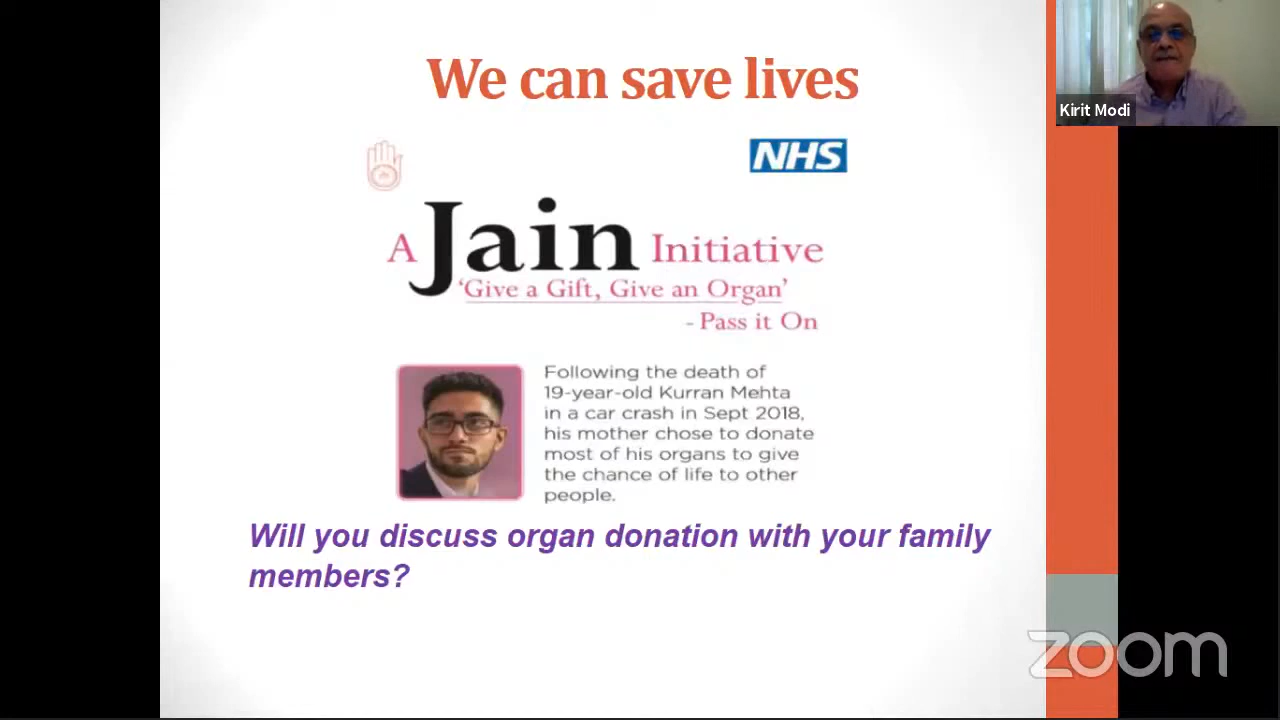 We can save lives
NHS
A Jain Initiative
'Give a Gift, Give an Organ'
- Pass it On
Following the death of
19-year-old Kurran Mehta
in a car crash in Sept 2018,
his mother chose to donate
most of his organs to give
the chance of life to other
people.
Will you discuss organ donation with your family
members?
Kirit Modi
zoom